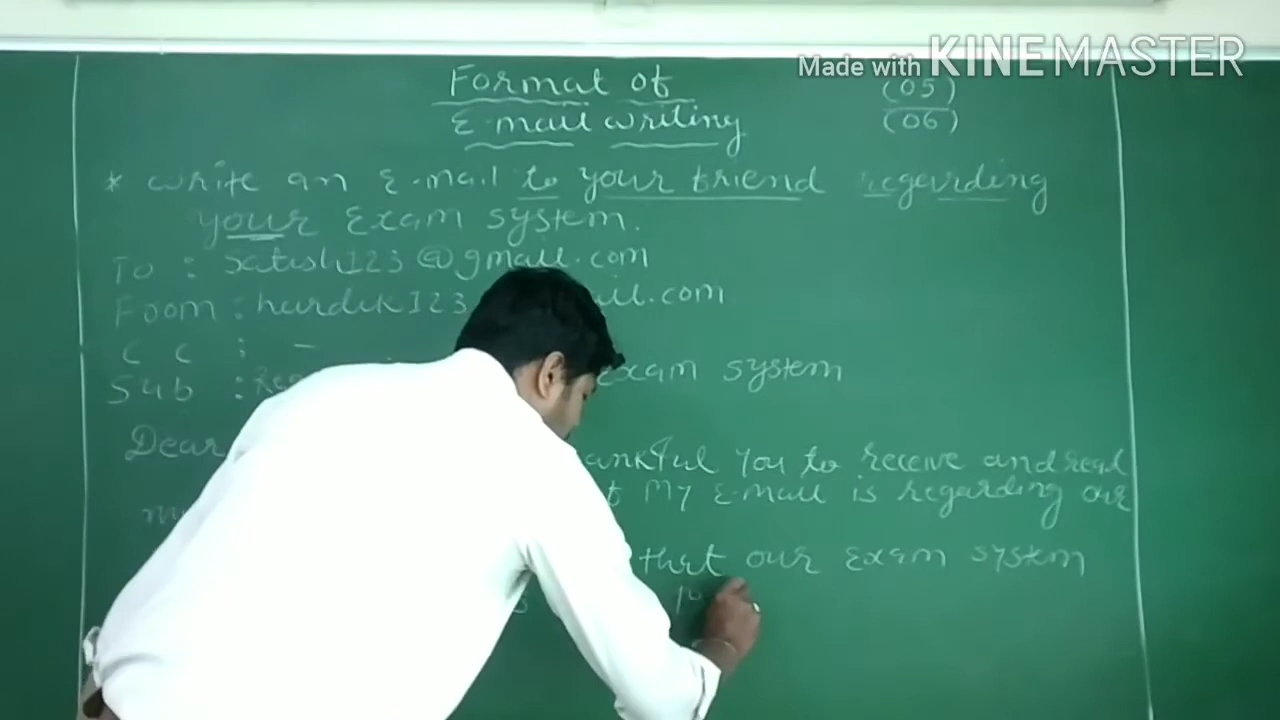 Made with KINEMASTER
Format of (05)
E-mail writing (06)
* write an E-mail to your friend regarding
your Exam system.
To : satish123@gmail.com
From : hardik123 ail.com
CC : -
Sub : Reg Exam system
Dear ankful you to receive and read
My E-mail is regarding our
that our Exam system